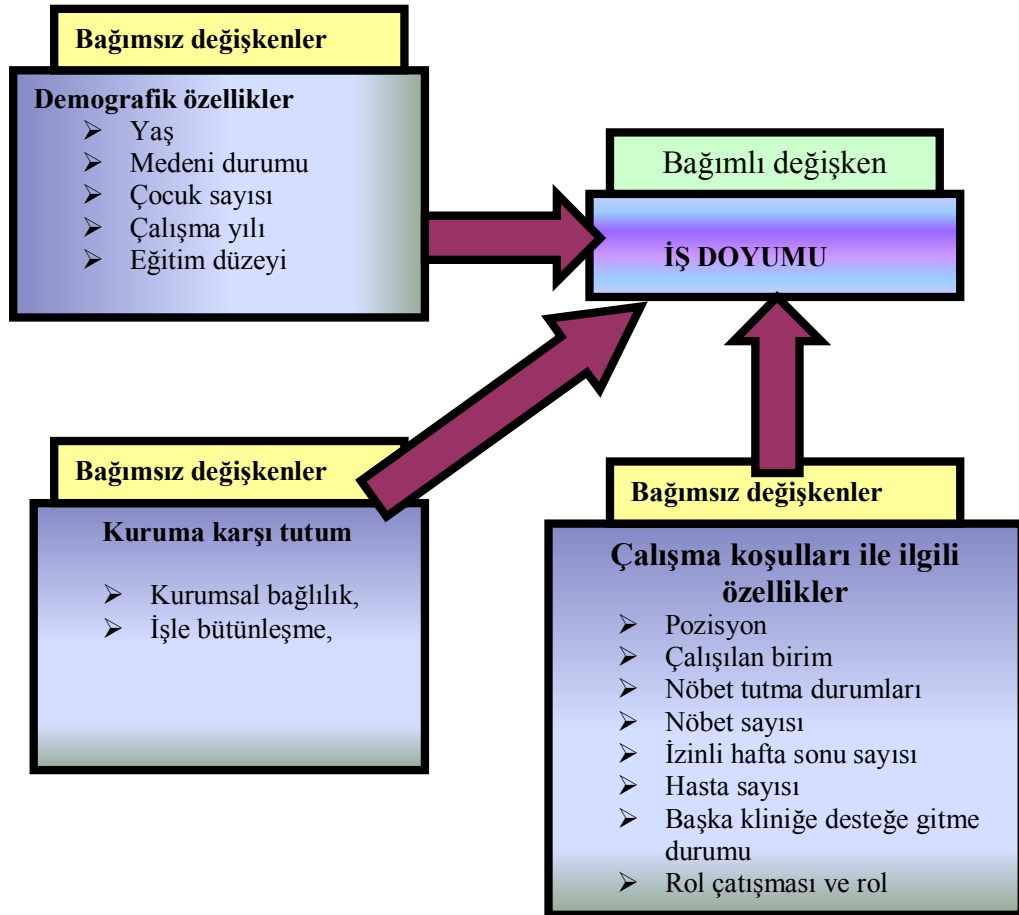 Bağımsız değişkenler
Demografik özellikler
➢ Yaş
➢ Medeni durumu
➢ Çocuk sayısı
➢ Çalışma yılı
➢ Eğitim düzeyi
Bağımlı değişken
İŞ DOYUMU
Bağımsız değişkenler
Kuruma karşı tutum
➢ Kurumsal bağlılık,
➢ İşle bütünleşme,
Bağımsız değişkenler
Çalışma koşulları ile ilgili
özellikler
➢ Pozisyon
➢ Çalışılan birim
➢ Nöbet tutma durumları
➢ Nöbet sayısı
➢ İzinli hafta sonu sayısı
➢ Hasta sayısı
➢ Başka kliniğe desteğe gitme
durumu
➢ Rol çatışması ve rol